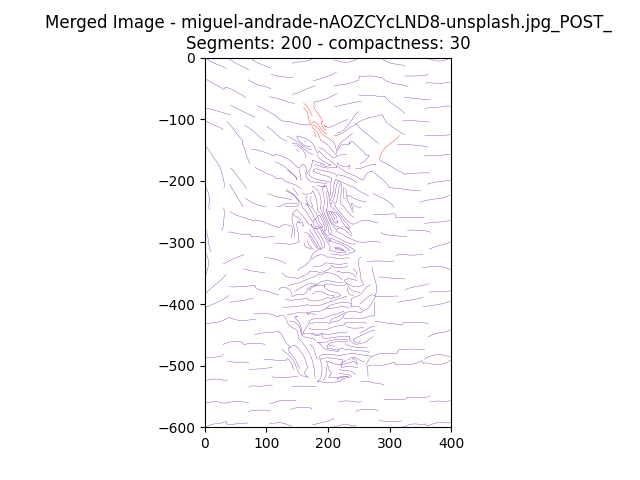 Merged Image - miguel-andrade-nAOZCYcLND8-unsplash.jpg_POST_
Segments: 200 - compactness: 30
0
−100
−200
−300
−400
−500
−600
0 100 200 300 400